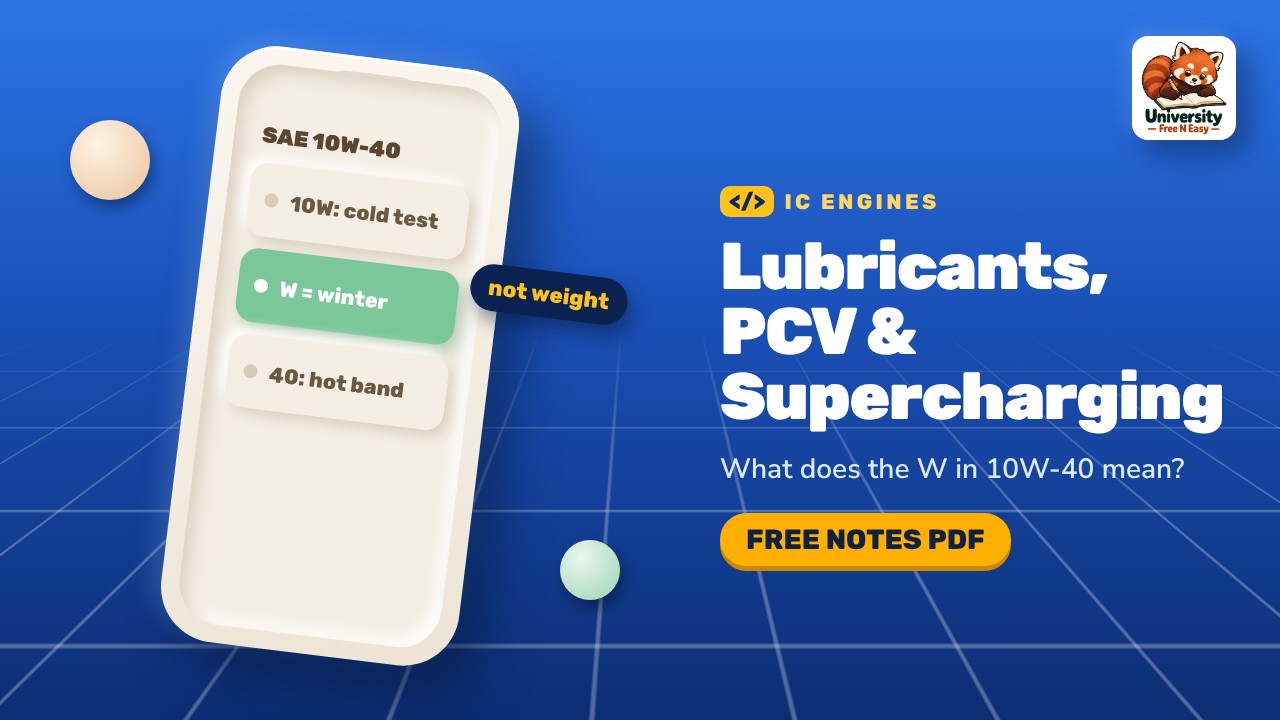 SAE 10W-40
10W: cold test
W = winter
not weight
40: hot band
University
Free N Easy
</> IC ENGINES
Lubricants,
PCV &
Supercharging
What does the W in 10W-40 mean?
FREE NOTES PDF